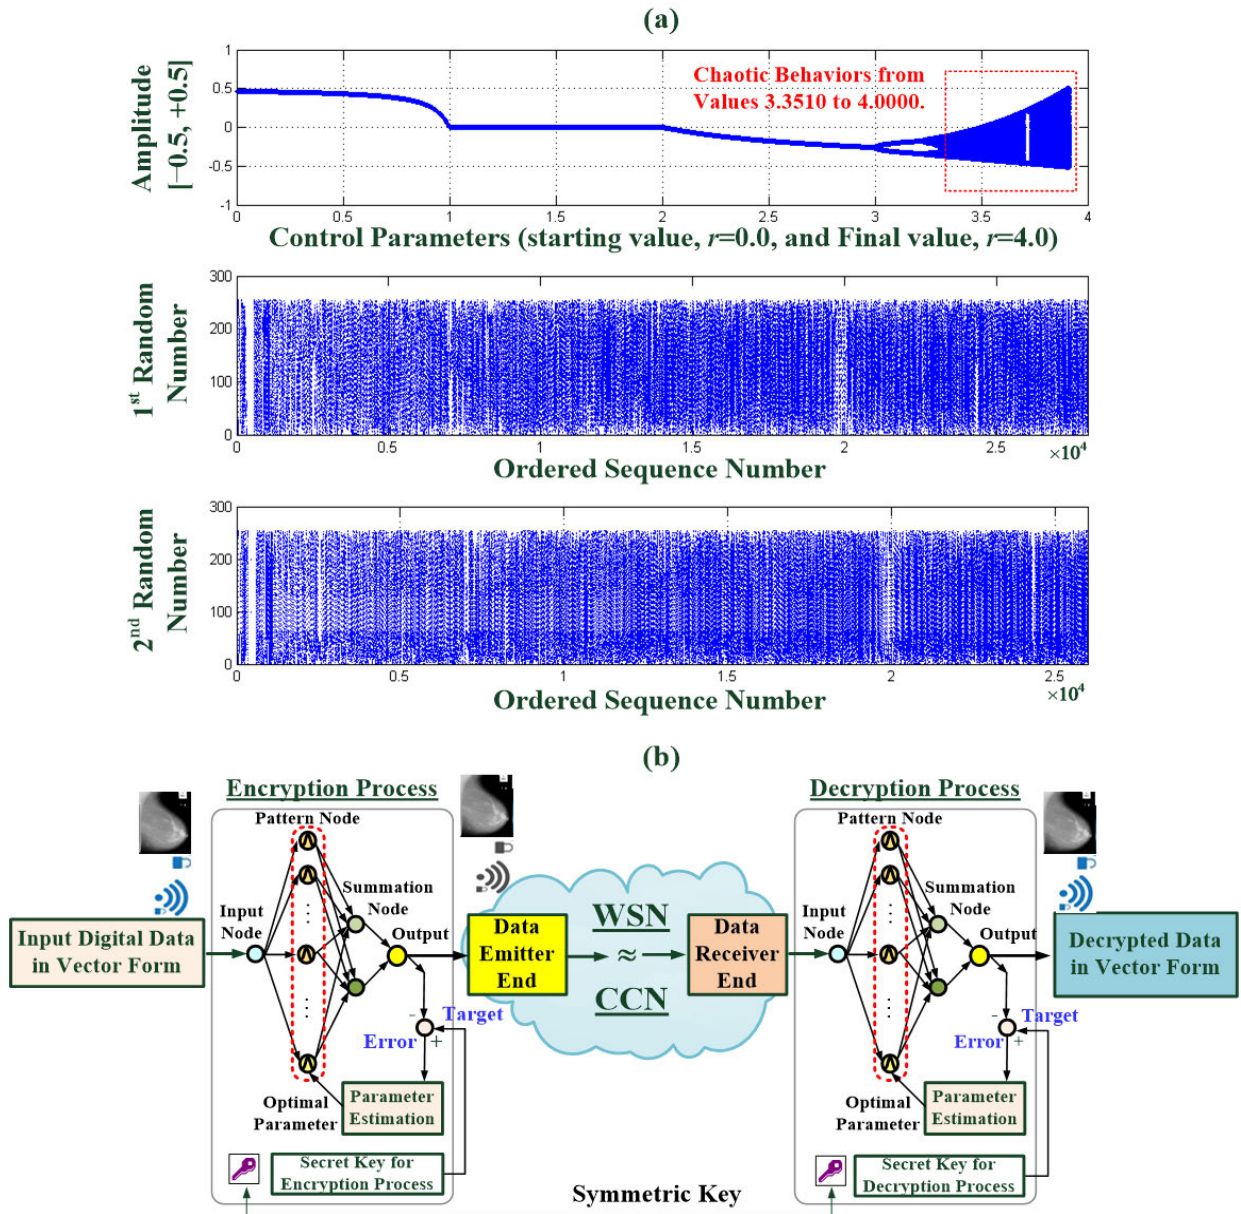 (a)
Amplitude
[−0.5, +0.5]
1
0.5
0
-0.5
-1
Chaotic Behaviors from
Values 3.3510 to 4.0000.
0 0.5 1 1.5 2 2.5 3 3.5 4
Control Parameters (starting value, r=0.0, and Final value, r=4.0)
1st Random
Number
300
200
100
0
0 0.5 1 1.5 2 2.5
×10⁴
Ordered Sequence Number
2nd Random
Number
300
200
100
0
0 0.5 1 1.5 2 2.5
×10⁴
Ordered Sequence Number
(b)
Encryption Process
Pattern Node
Input
Node
Summation
Node
Output
Input Digital Data
in Vector Form
- Target
Error +
Optimal
Parameter
Parameter
Estimation
Secret Key for
Encryption Process
Data
Emitter
End
WSN
≈
CCN
Data
Receiver
End
Symmetric Key
Decryption Process
Pattern Node
Input
Node
Summation
Node
Output
Decrypted Data
in Vector Form
- Target
Error +
Optimal
Parameter
Parameter
Estimation
Secret Key for
Decryption Process